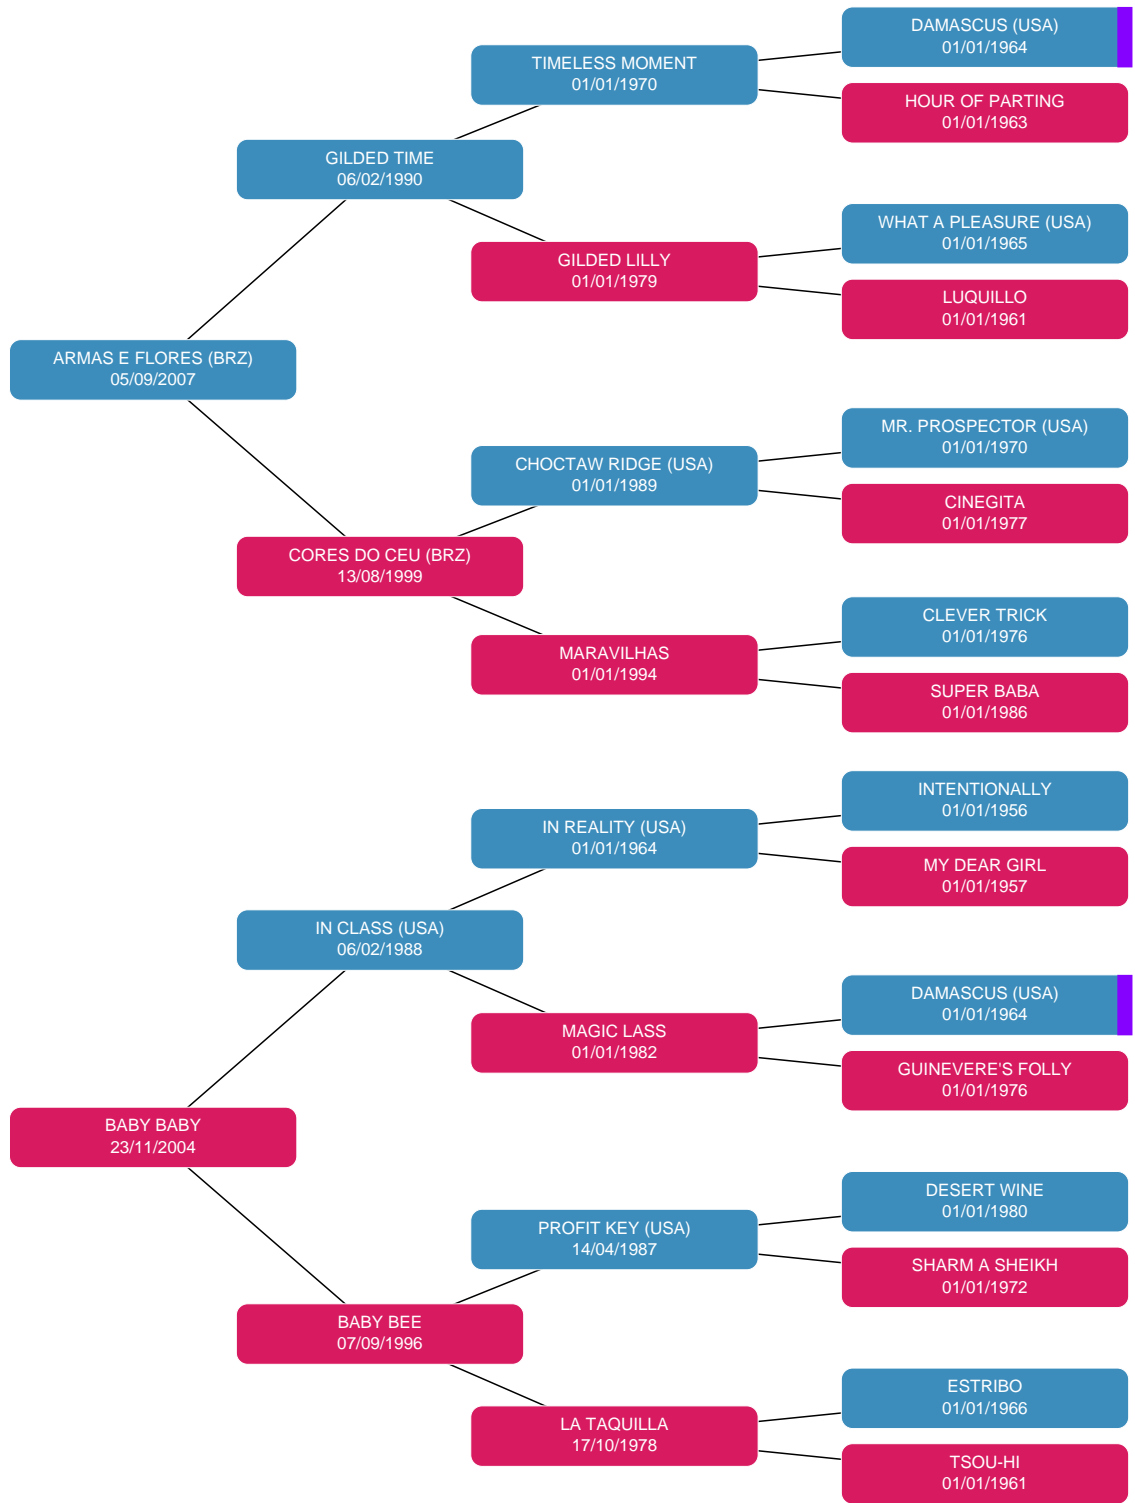 DAMASCUS (USA)
01/01/1964
TIMELESS MOMENT
01/01/1970
HOUR OF PARTING
01/01/1963
GILDED TIME
06/02/1990
WHAT A PLEASURE (USA)
01/01/1965
GILDED LILLY
01/01/1979
LUQUILLO
01/01/1961
ARMAS E FLORES (BRZ)
05/09/2007
MR. PROSPECTOR (USA)
01/01/1970
CHOCTAW RIDGE (USA)
01/01/1989
CINEGITA
01/01/1977
CORES DO CEU (BRZ)
13/08/1999
CLEVER TRICK
01/01/1976
MARAVILHAS
01/01/1994
SUPER BABA
01/01/1986
INTENTIONALLY
01/01/1956
IN REALITY (USA)
01/01/1964
MY DEAR GIRL
01/01/1957
IN CLASS (USA)
06/02/1988
DAMASCUS (USA)
01/01/1964
MAGIC LASS
01/01/1982
GUINEVERE'S FOLLY
01/01/1976
BABY BABY
23/11/2004
DESERT WINE
01/01/1980
PROFIT KEY (USA)
14/04/1987
SHARM A SHEIKH
01/01/1972
BABY BEE
07/09/1996
ESTRIBO
01/01/1966
LA TAQUILLA
17/10/1978
TSOU-HI
01/01/1961